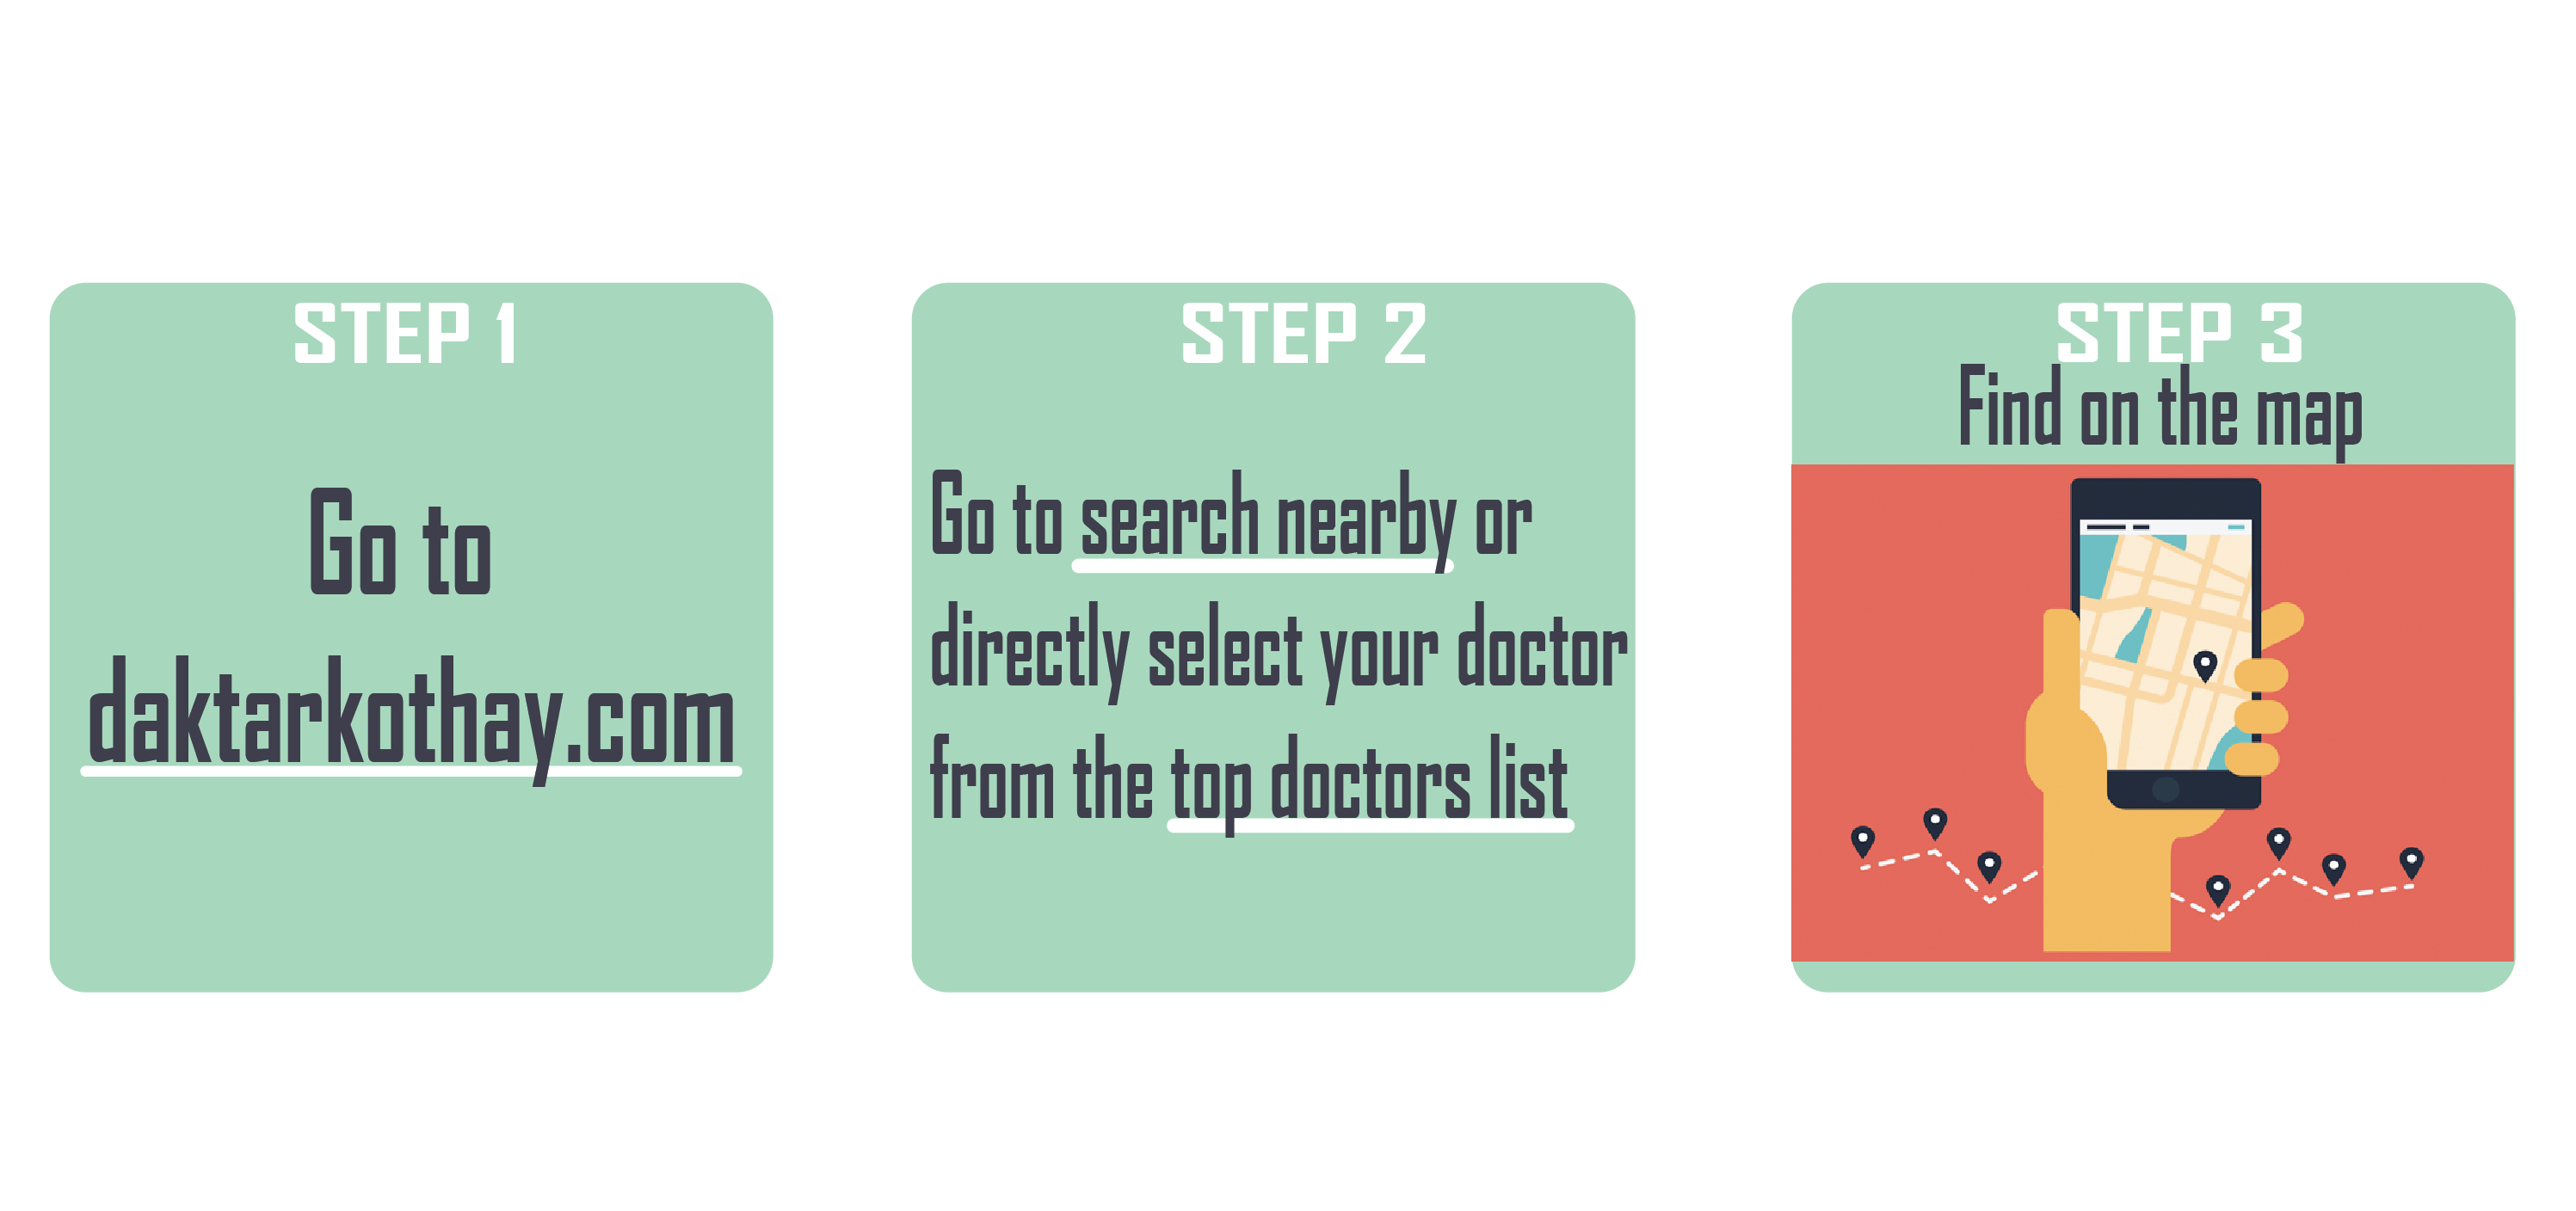 STEP 1
Go to
daktarkothay.com
STEP 2
Go to search nearby or
directly select your doctor
from the top doctors list
STEP 3
Find on the map